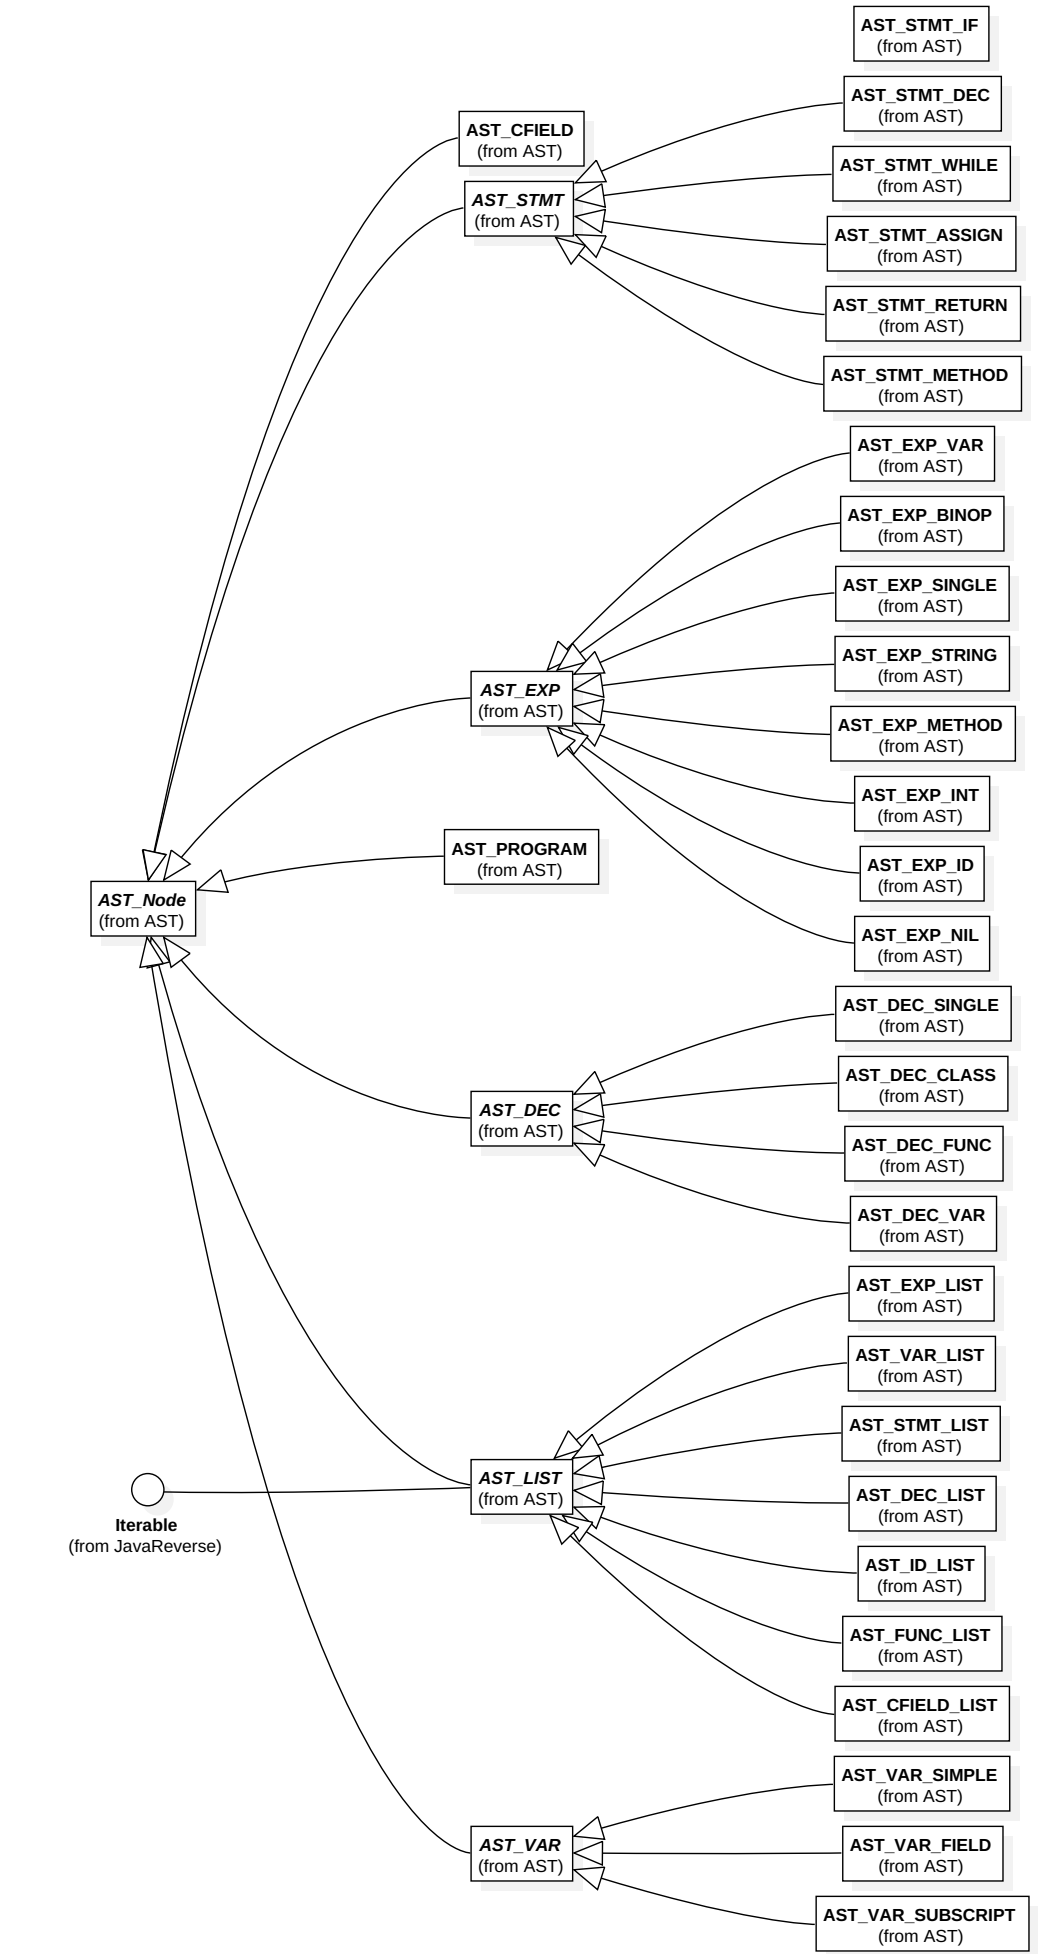 AST_STMT_IF
(from AST)
AST_STMT_DEC
(from AST)
AST_CFIELD
(from AST)
AST_STMT_WHILE
(from AST)
AST_STMT
(from AST)
AST_STMT_ASSIGN
(from AST)
AST_STMT_RETURN
(from AST)
AST_STMT_METHOD
(from AST)
AST_EXP_VAR
(from AST)
AST_EXP_BINOP
(from AST)
AST_EXP_SINGLE
(from AST)
AST_EXP_STRING
(from AST)
AST_EXP
(from AST)
AST_EXP_METHOD
(from AST)
AST_EXP_INT
(from AST)
AST_PROGRAM
(from AST)
AST_EXP_ID
(from AST)
AST_Node
(from AST)
AST_EXP_NIL
(from AST)
AST_DEC_SINGLE
(from AST)
AST_DEC_CLASS
(from AST)
AST_DEC
(from AST)
AST_DEC_FUNC
(from AST)
AST_DEC_VAR
(from AST)
AST_EXP_LIST
(from AST)
AST_VAR_LIST
(from AST)
AST_STMT_LIST
(from AST)
AST_LIST
(from AST)
AST_DEC_LIST
(from AST)
Iterable
(from JavaReverse)
AST_ID_LIST
(from AST)
AST_FUNC_LIST
(from AST)
AST_CFIELD_LIST
(from AST)
AST_VAR_SIMPLE
(from AST)
AST_VAR
(from AST)
AST_VAR_FIELD
(from AST)
AST_VAR_SUBSCRIPT
(from AST)